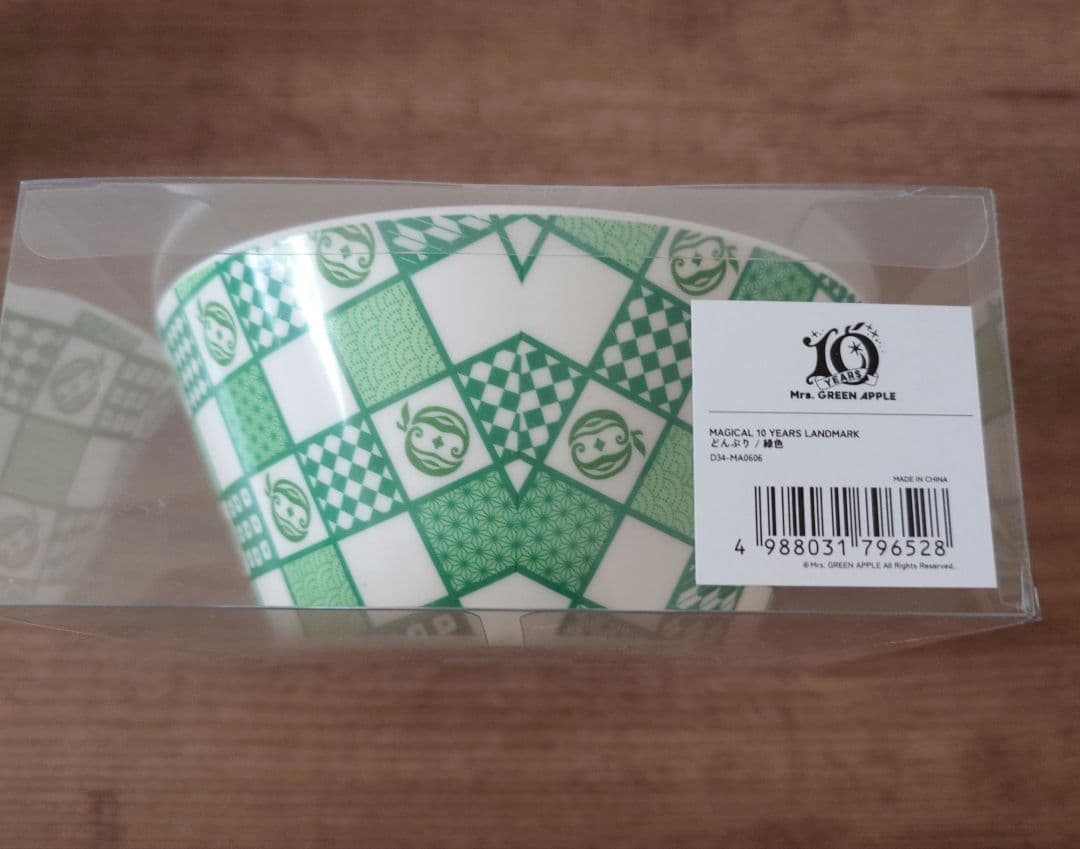 10
YEARS
Mrs. GREEN APPLE
MAGICAL 10 YEARS LANDMARK
どんぶり / 緑色
D34-MA0606
MADE IN CHINA
4 988031 796528
©Mrs. GREEN APPLE All Rights Reserved.